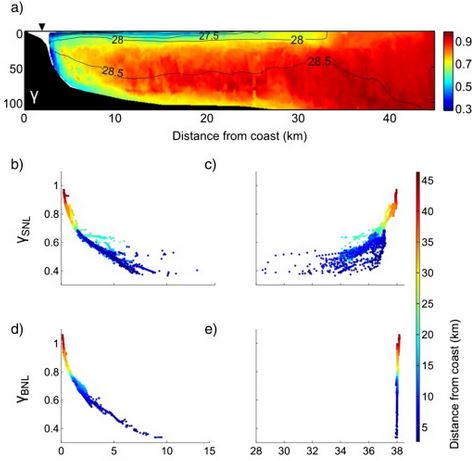 a)
0
50
100
γ
27.5
28
28
28.5
28.5
0 10 20 30 40
Distance from coast (km)
0.9
0.7
0.5
0.3
b)
c)
γSNL
1
0.8
0.6
0.4
d)
e)
γBNL
1
0.8
0.6
0.4
0 5 10 15
28 30 32 34 36 38
45
40
35
30
25
20
15
10
5
Distance from coast (km)